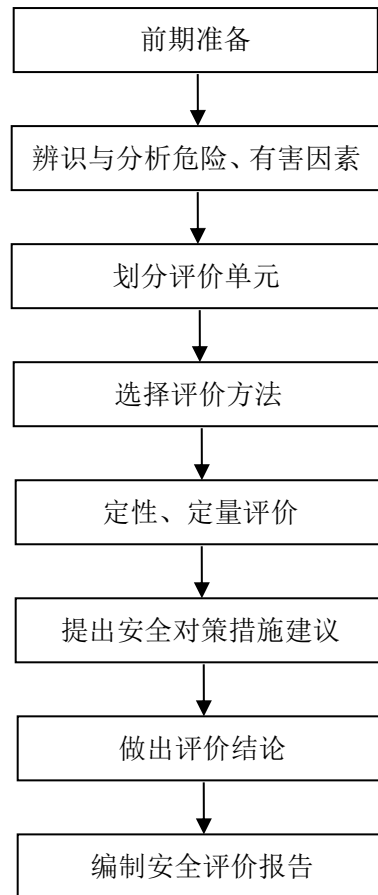 前期准备
辨识与分析危险、有害因素
划分评价单元
选择评价方法
定性、定量评价
提出安全对策措施建议
做出评价结论
编制安全评价报告